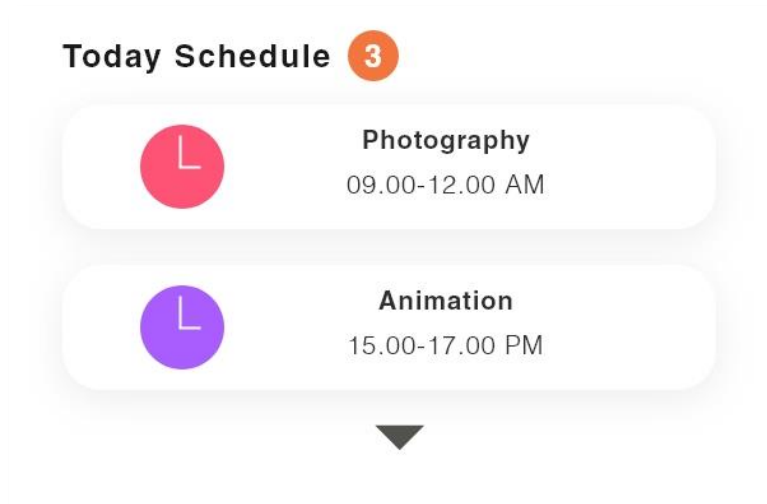 Today Schedule 3
Photography
09.00-12.00 AM
Animation
15.00-17.00 PM